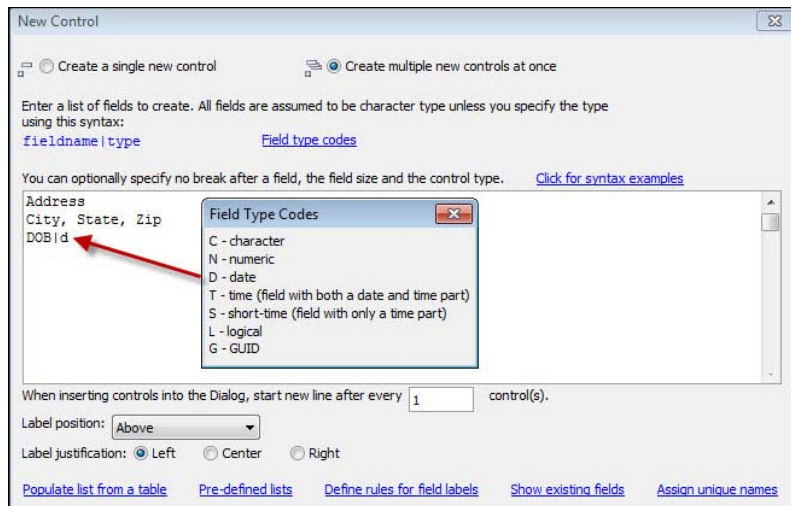 New Control
Create a single new control
Create multiple new controls at once
Enter a list of fields to create. All fields are assumed to be character type unless you specify the type
using this syntax:
fieldname|type
Field type codes
You can optionally specify no break after a field, the field size and the control type.
Click for syntax examples
Address
City, State, Zip
DOB|d
Field Type Codes
C - character
N - numeric
D - date
T - time (field with both a date and time part)
S - short-time (field with only a time part)
L - logical
G - GUID
When inserting controls into the Dialog, start new line after every 1 control(s).
Label position: Above
Label justification: Left Center Right
Populate list from a table Pre-defined lists Define rules for field labels Show existing fields Assign unique names